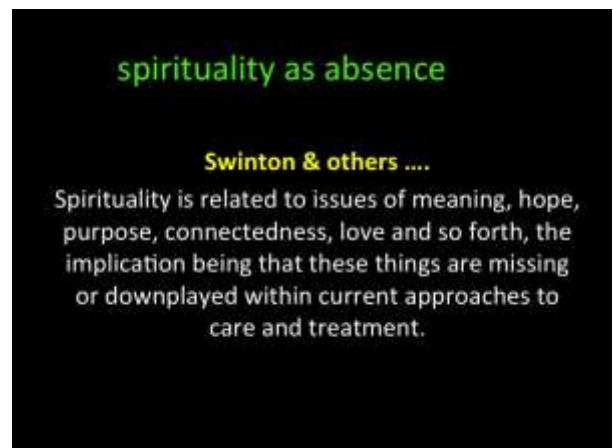 spirituality as absence
Swinton & others ....
Spirituality is related to issues of meaning, hope,
purpose, connectedness, love and so forth, the
implication being that these things are missing
or downplayed within current approaches to
care and treatment.